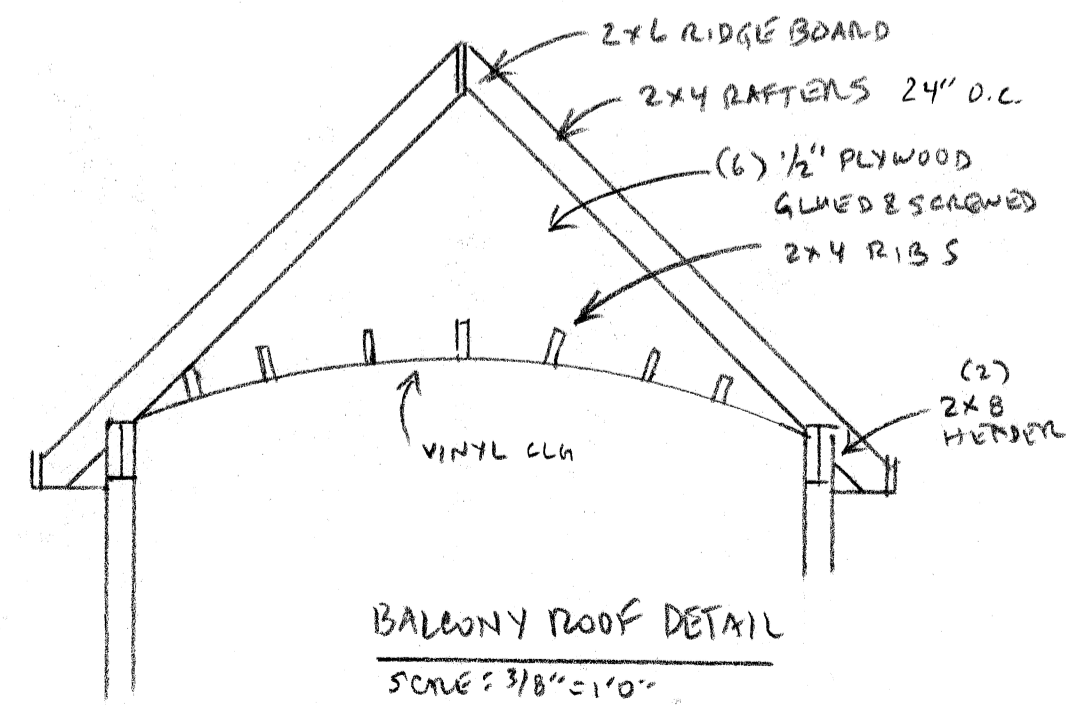 2x6 RIDGE BOARD
2x4 RAFTERS 24" O.C.
(6) 1/2" PLYWOOD
GLUED & SCREWED
2x4 RIBS
(2)
2x8
HEADER
VINYL CLG
BALCONY ROOF DETAIL
SCALE: 3/8"=1'0"